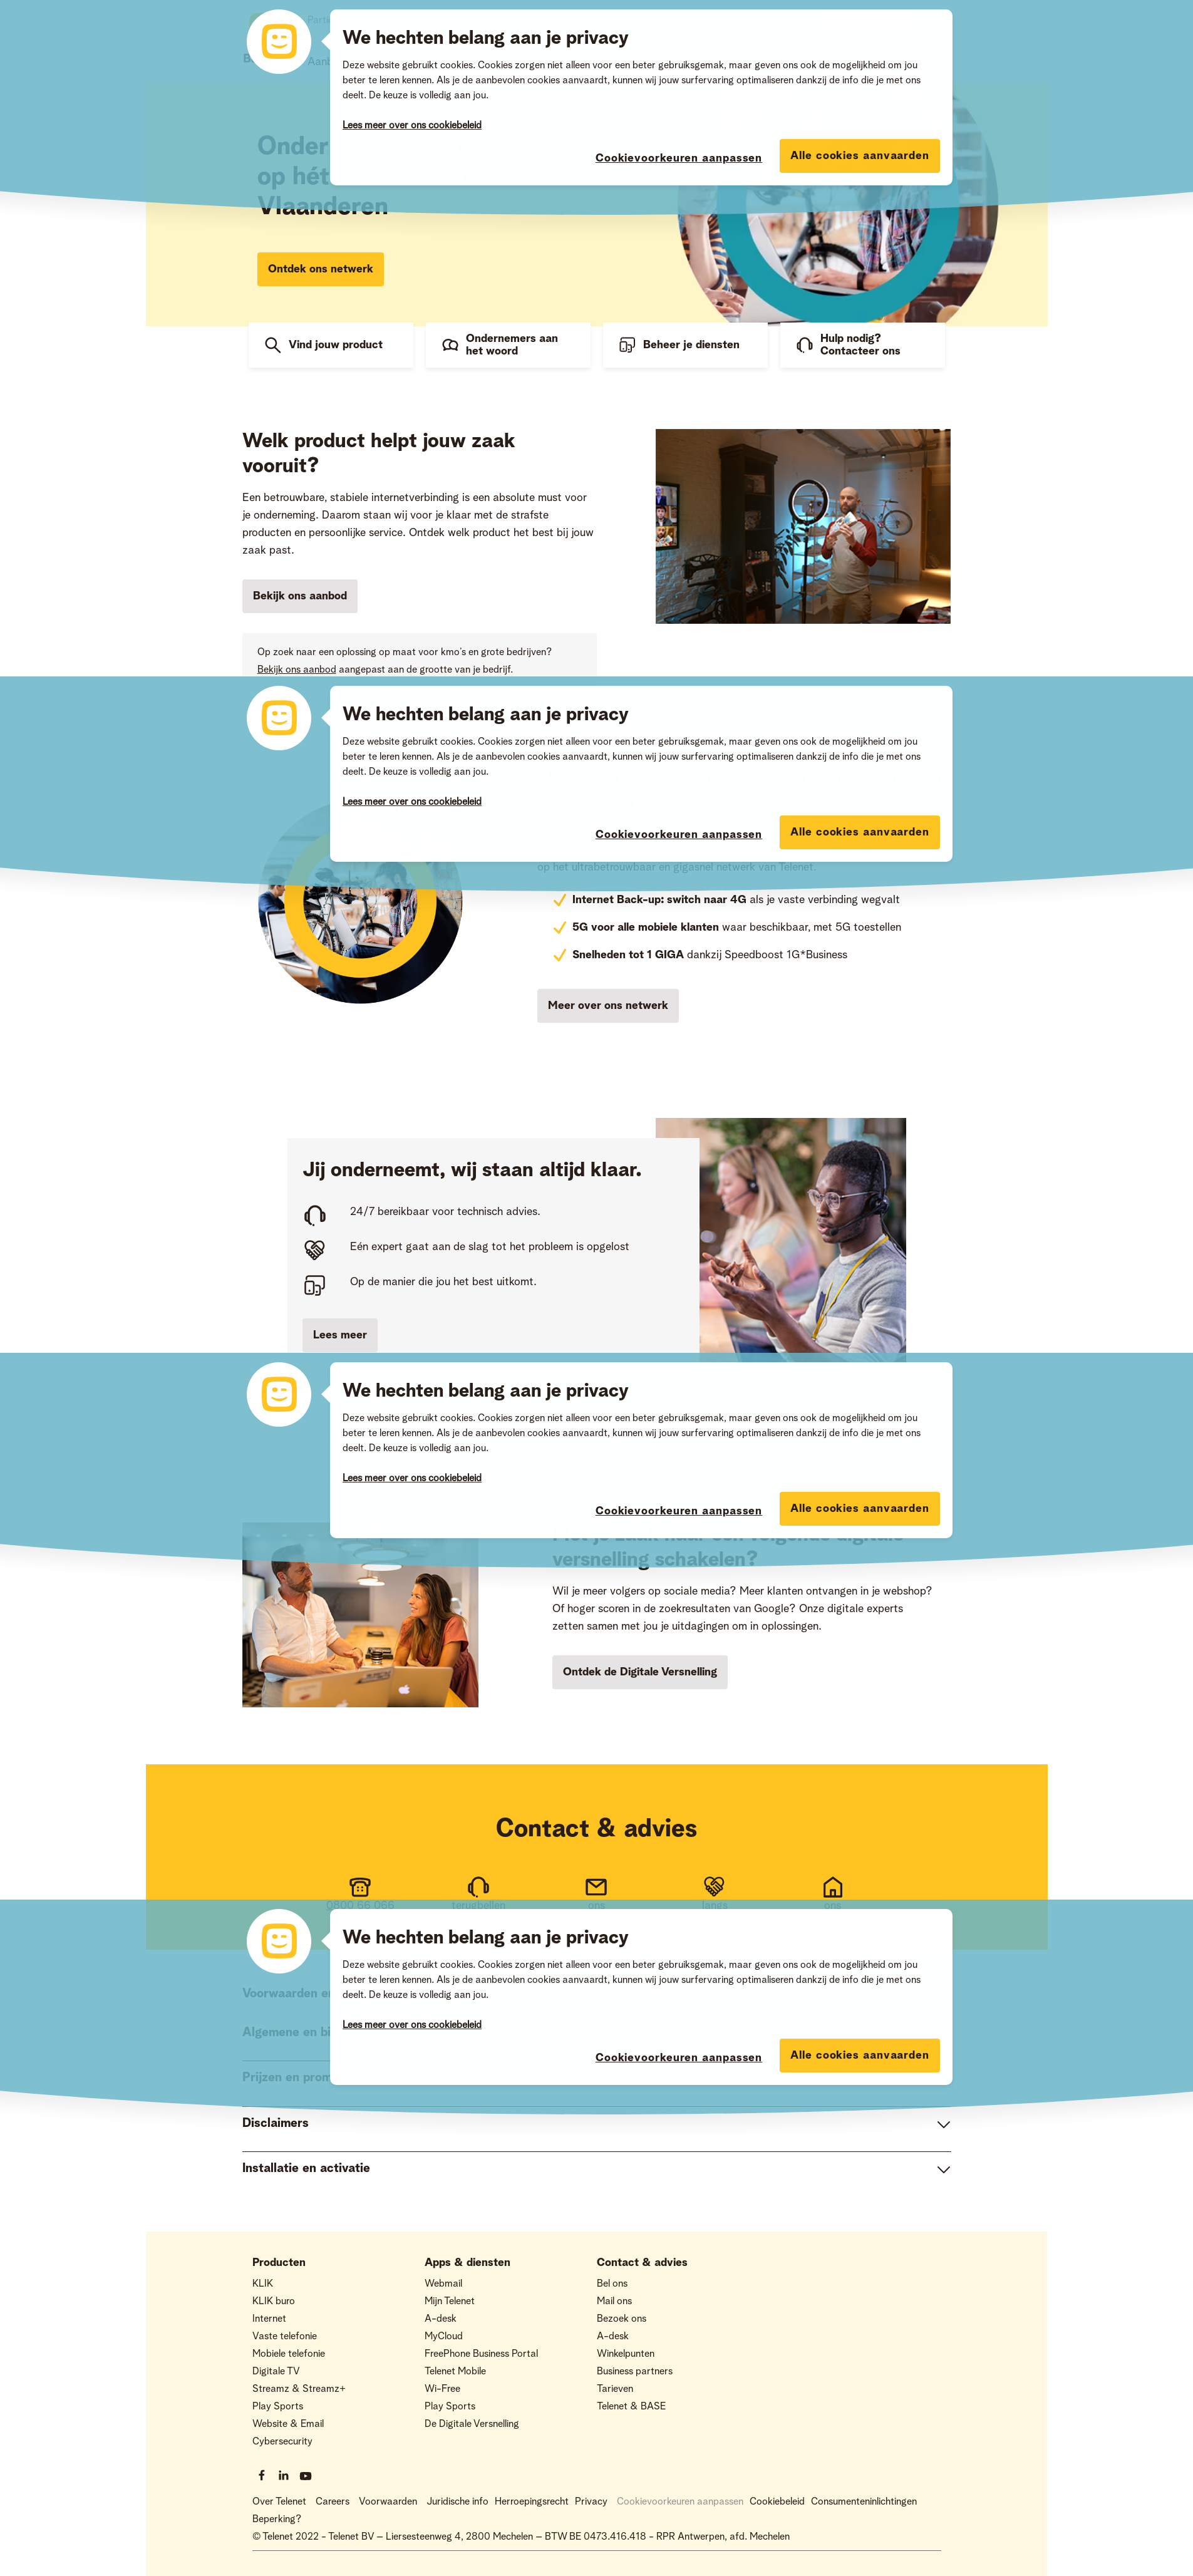 We hechten belang aan je privacy
Deze website gebruikt cookies. Cookies zorgen niet alleen voor een beter gebruiksgemak, maar geven ons ook de mogelijkheid om jou
beter te leren kennen. Als je de aanbevolen cookies aanvaardt, kunnen wij jouw surfervaring optimaliseren dankzij de info die je met ons
deelt. De keuze is volledig aan jou.
Lees meer over ons cookiebeleid
Cookievoorkeuren aanpassen
Alle cookies aanvaarden
op hét
Vlaanderen
Ontdek ons netwerk
Vind jouw product
Ondernemers aan
het woord
Beheer je diensten
Hulp nodig?
Contacteer ons
Welk product helpt jouw zaak
vooruit?
Een betrouwbare, stabiele internetverbinding is een absolute must voor
je onderneming. Daarom staan wij voor je klaar met de strafste
producten en persoonlijke service. Ontdek welk product het best bij jouw
zaak past.
Bekijk ons aanbod
Op zoek naar een oplossing op maat voor kmo's en grote bedrijven?
Bekijk ons aanbod aangepast aan de grootte van je bedrijf.
We hechten belang aan je privacy
Deze website gebruikt cookies. Cookies zorgen niet alleen voor een beter gebruiksgemak, maar geven ons ook de mogelijkheid om jou
beter te leren kennen. Als je de aanbevolen cookies aanvaardt, kunnen wij jouw surfervaring optimaliseren dankzij de info die je met ons
deelt. De keuze is volledig aan jou.
Lees meer over ons cookiebeleid
Cookievoorkeuren aanpassen
Alle cookies aanvaarden
op het ultrabetrouwbaar en gigasnel netwerk van Telenet.
Internet Back-up: switch naar 4G als je vaste verbinding wegvalt
5G voor alle mobiele klanten waar beschikbaar, met 5G toestellen
Snelheden tot 1 GIGA dankzij Speedboost 1G*Business
Meer over ons netwerk
Jij onderneemt, wij staan altijd klaar.
24/7 bereikbaar voor technisch advies.
Eén expert gaat aan de slag tot het probleem is opgelost
Op de manier die jou het best uitkomt.
Lees meer
We hechten belang aan je privacy
Deze website gebruikt cookies. Cookies zorgen niet alleen voor een beter gebruiksgemak, maar geven ons ook de mogelijkheid om jou
beter te leren kennen. Als je de aanbevolen cookies aanvaardt, kunnen wij jouw surfervaring optimaliseren dankzij de info die je met ons
deelt. De keuze is volledig aan jou.
Lees meer over ons cookiebeleid
Cookievoorkeuren aanpassen
Alle cookies aanvaarden
Met je zaak naar een volgende digitale
versnelling schakelen?
Wil je meer volgers op sociale media? Meer klanten ontvangen in je webshop?
Of hoger scoren in de zoekresultaten van Google? Onze digitale experts
zetten samen met jou je uitdagingen om in oplossingen.
Ontdek de Digitale Versnelling
Contact & advies
0800 66 066
terugbellen
ons
langs
ons
We hechten belang aan je privacy
Deze website gebruikt cookies. Cookies zorgen niet alleen voor een beter gebruiksgemak, maar geven ons ook de mogelijkheid om jou
beter te leren kennen. Als je de aanbevolen cookies aanvaardt, kunnen wij jouw surfervaring optimaliseren dankzij de info die je met ons
deelt. De keuze is volledig aan jou.
Lees meer over ons cookiebeleid
Cookievoorkeuren aanpassen
Alle cookies aanvaarden
Voorwaarden
Algemene en
Prijzen en
Disclaimers
Installatie en activatie
Producten
KLIK
KLIK buro
Internet
Vaste telefonie
Mobiele telefonie
Digitale TV
Streamz & Streamz+
Play Sports
Website & Email
Cybersecurity
Apps & diensten
Webmail
Mijn Telenet
A-desk
MyCloud
FreePhone Business Portal
Telenet Mobile
Wi-Free
Play Sports
De Digitale Versnelling
Contact & advies
Bel ons
Mail ons
Bezoek ons
A-desk
Winkelpunten
Business partners
Tarieven
Telenet & BASE
Over Telenet Careers Voorwaarden Juridische info Herroepingsrecht Privacy Cookievoorkeuren aanpassen Cookiebeleid Consumenteninlichtingen
Beperking?
© Telenet 2022 - Telenet BV – Liersesteenweg 4, 2800 Mechelen – BTW BE 0473.416.418 - RPR Antwerpen, afd. Mechelen